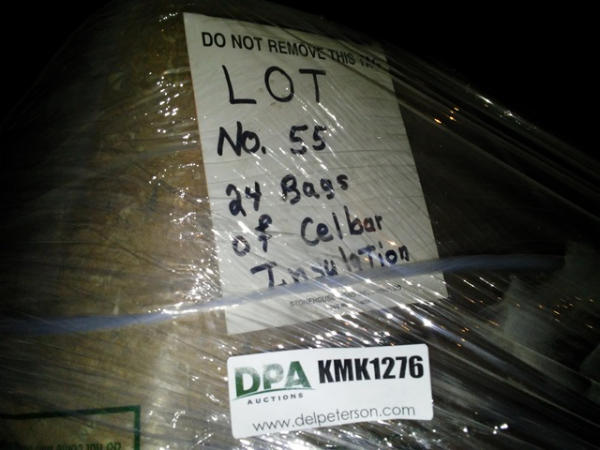 DO NOT REMOVE THIS TAG
LOT
No. 55
24 Bags
of Celbar
Insulation
DPA
AUCTIONS
KMK1276
www.delpeterson.com